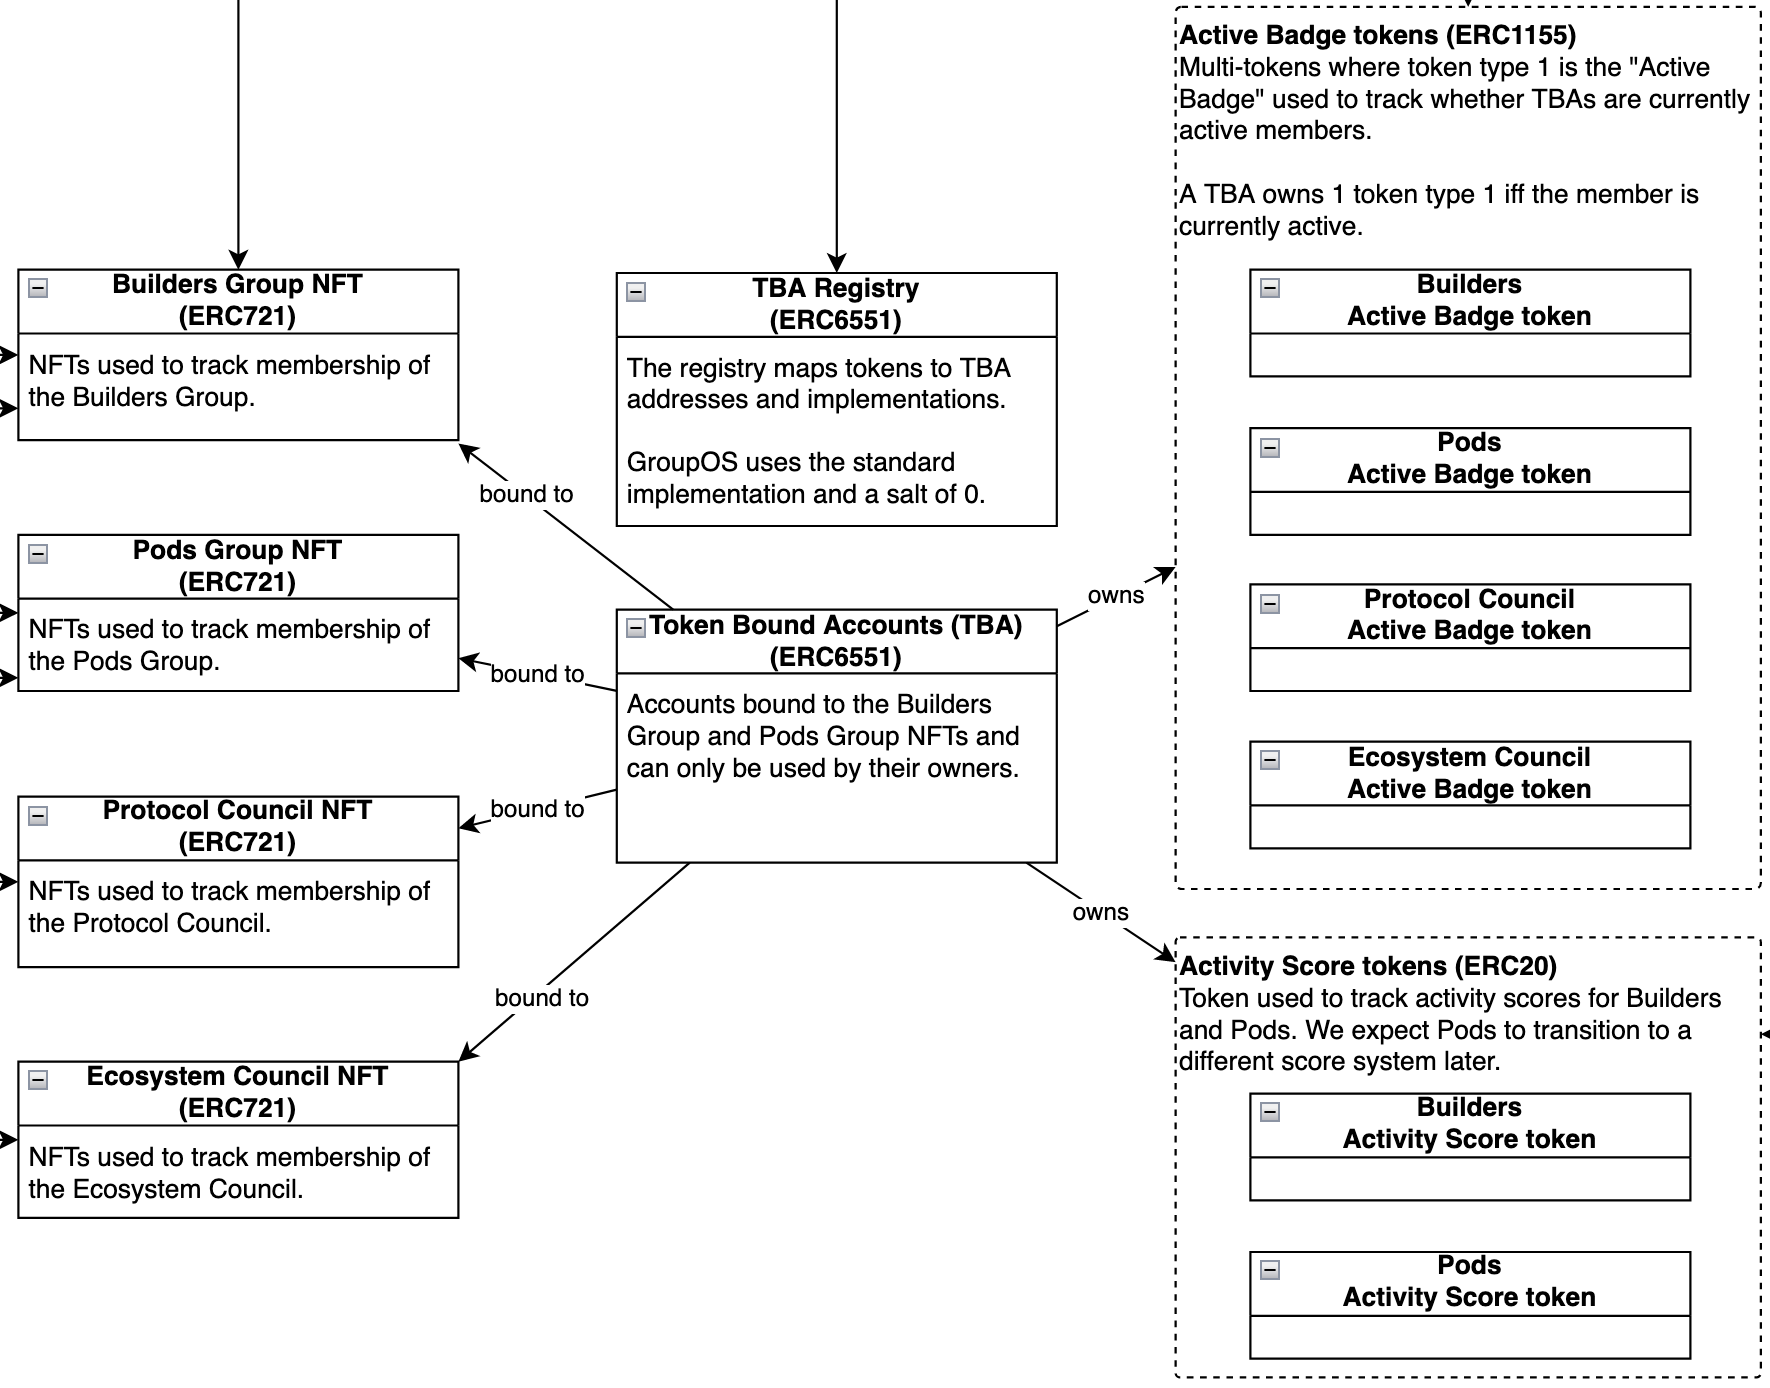 Builders Group NFT
(ERC721)
NFTs used to track membership of
the Builders Group.
Pods Group NFT
(ERC721)
NFTs used to track membership of
the Pods Group.
Protocol Council NFT
(ERC721)
NFTs used to track membership of
the Protocol Council.
Ecosystem Council NFT
(ERC721)
NFTs used to track membership of
the Ecosystem Council.
bound to
bound to
bound to
bound to
TBA Registry
(ERC6551)
The registry maps tokens to TBA
addresses and implementations.
GroupOS uses the standard
implementation and a salt of 0.
Token Bound Accounts (TBA)
(ERC6551)
Accounts bound to the Builders
Group and Pods Group NFTs and
can only be used by their owners.
owns
owns
Active Badge tokens (ERC1155)
Multi-tokens where token type 1 is the "Active
Badge" used to track whether TBAs are currently
active members.
A TBA owns 1 token type 1 iff the member is
currently active.
Builders
Active Badge token
Pods
Active Badge token
Protocol Council
Active Badge token
Ecosystem Council
Active Badge token
Activity Score tokens (ERC20)
Token used to track activity scores for Builders
and Pods. We expect Pods to transition to a
different score system later.
Builders
Activity Score token
Pods
Activity Score token